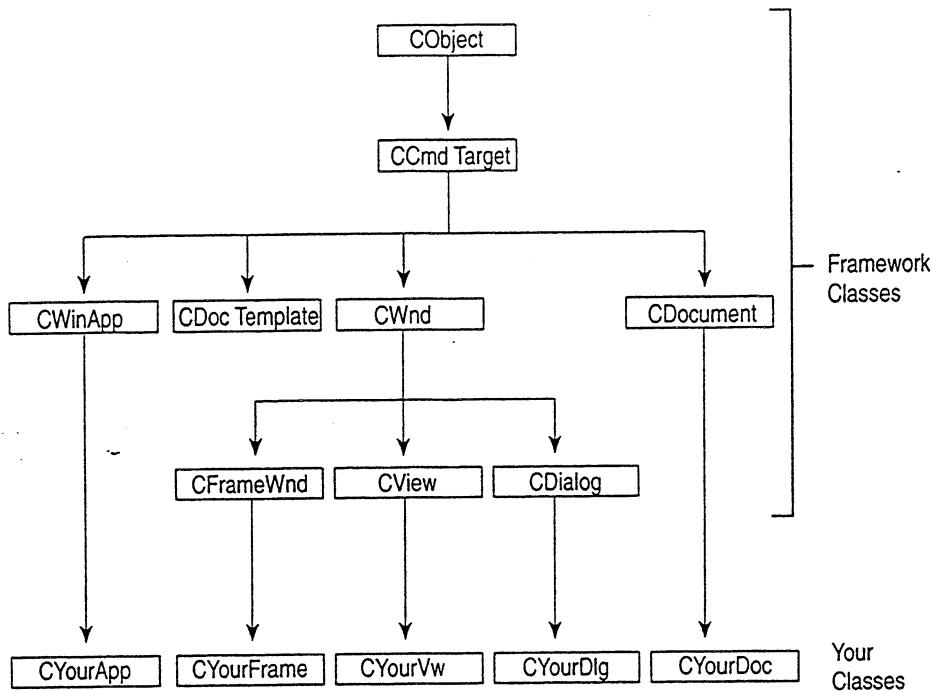 CObject
CCmd Target
Framework
Classes
CWinApp
CDoc Template
CWnd
CDocument
CFrameWnd
CView
CDialog
CYourApp
CYourFrame
CYourVw
CYourDlg
CYourDoc
Your
Classes